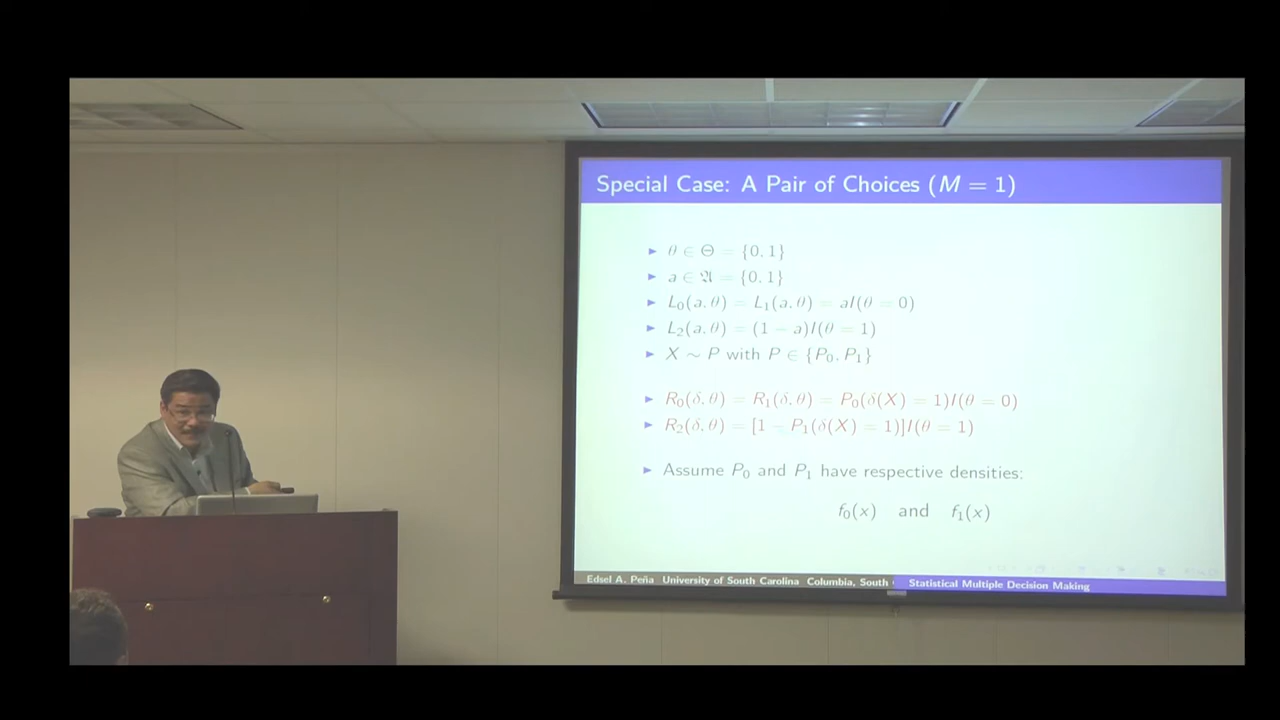 Special Case: A Pair of Choices (M = 1)
θ ∈ Θ = {0, 1}
a ∈ 𝔄 = {0, 1}
L₀(a, θ) = L₁(a, θ) = aI(θ = 0)
L₂(a, θ) = (1 − a)I(θ = 1)
X ∼ P with P ∈ {P₀, P₁}
R₀(δ, θ) = R₁(δ, θ) = P₀(δ(X) = 1)I(θ = 0)
R₂(δ, θ) = [1 − P₁(δ(X) = 1)]I(θ = 1)
Assume P₀ and P₁ have respective densities:
f₀(x) and f₁(x)
Edsel A. Peña University of South Carolina Columbia, South
Statistical Multiple Decision Making